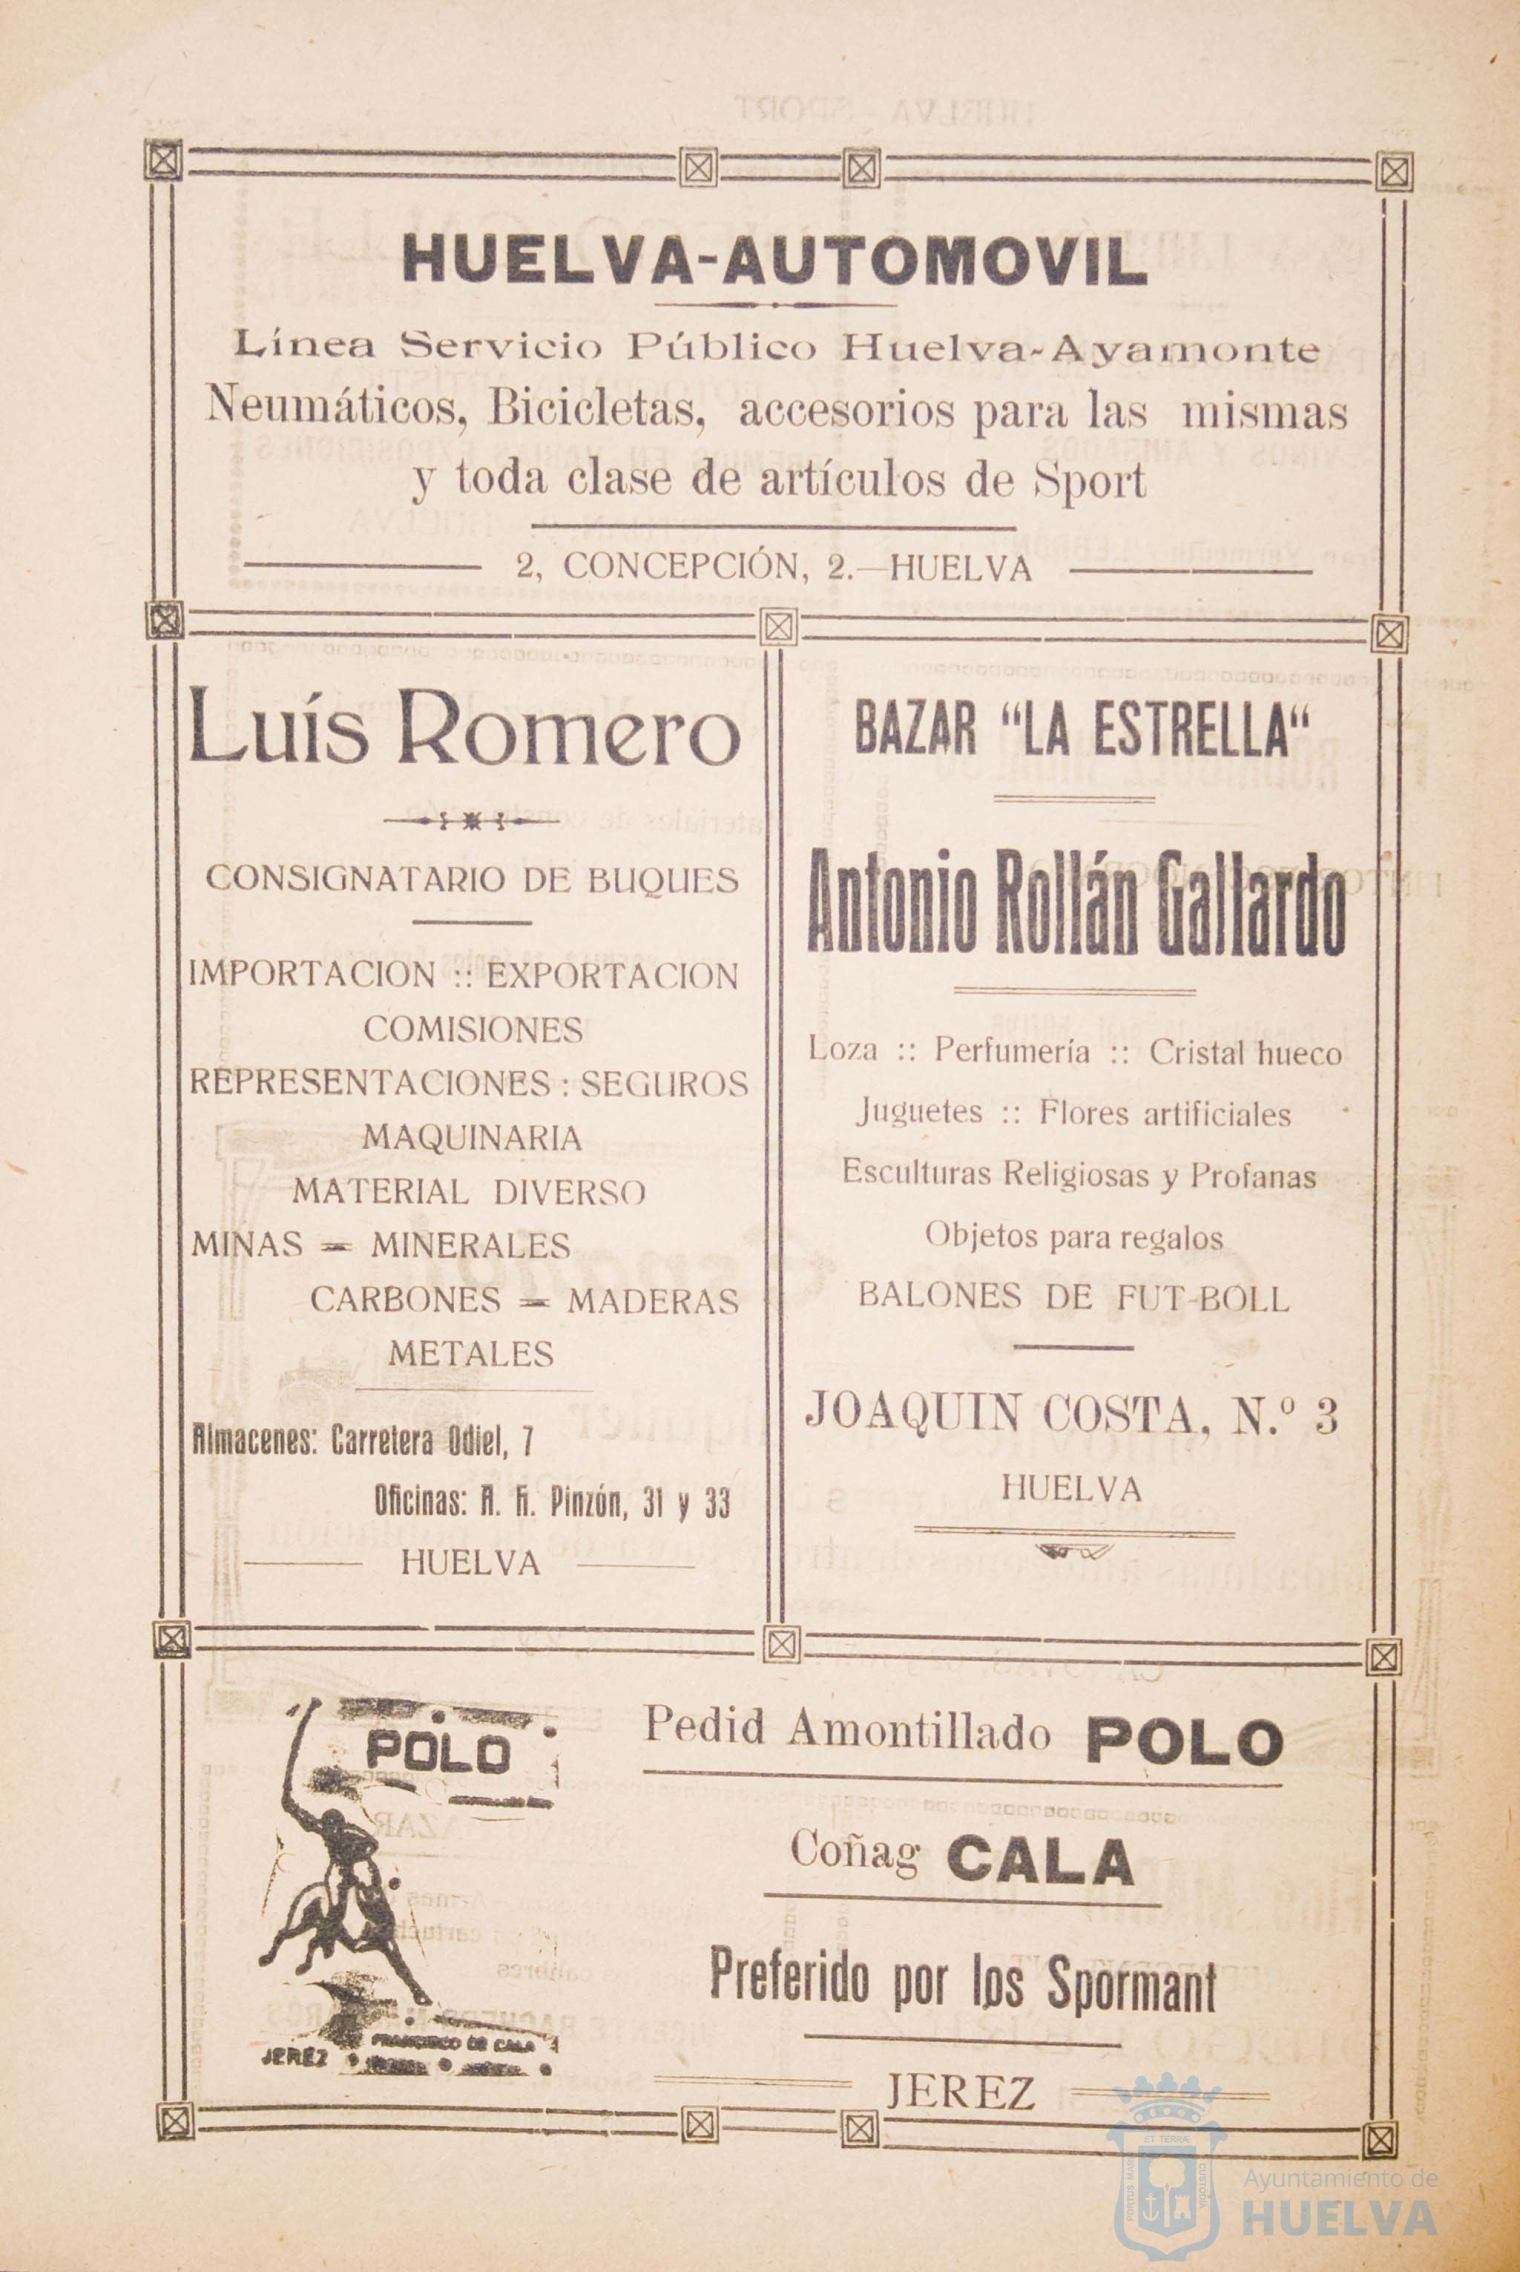 HUELVA-AUTOMOVIL
Línea Servicio Público Huelva-Ayamonte
Neumáticos, Bicicletas, accesorios para las mismas
y toda clase de artículos de Sport
2, CONCEPCIÓN, 2.—HUELVA
Luís Romero
CONSIGNATARIO DE BUQUES
IMPORTACION :: EXPORTACION
COMISIONES
REPRESENTACIONES : SEGUROS
MAQUINARIA
MATERIAL DIVERSO
MINAS = MINERALES
CARBONES = MADERAS
METALES
Almacenes: Carretera Odiel, 7
Oficinas: A. H. Pinzón, 31 y 33
HUELVA
BAZAR "LA ESTRELLA"
Antonio Rollán Gallardo
Loza :: Perfumería :: Cristal hueco
Juguetes :: Flores artificiales
Esculturas Religiosas y Profanas
Objetos para regalos
BALONES DE FUT-BOLL
JOAQUIN COSTA, N.º 3
HUELVA
POLO
FRANCISCO DE CALA
JEREZ
Pedid Amontillado POLO
Coñag CALA
Preferido por los Spormant
JEREZ
ET TERRÆ
PORTUS MARIS
CUSTODIA
Ayuntamiento de
HUELVA